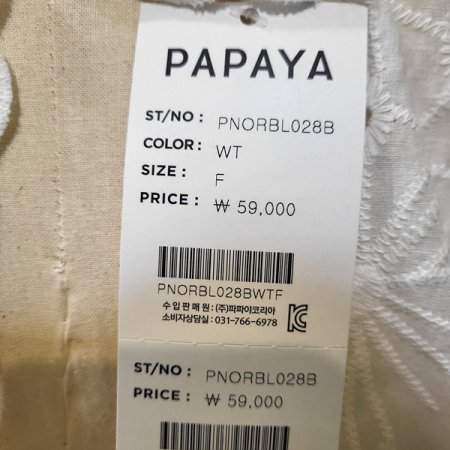 PAPAYA
ST/NO : PNORBL028B
COLOR : WT
SIZE : F
PRICE : ₩ 59,000
PNORBL028BWTF
수 입 판 매 원 : (주)파파야코리아
소비자상담실 : 031-766-6978
ST/NO : PNORBL028B
PRICE : ₩ 59,000